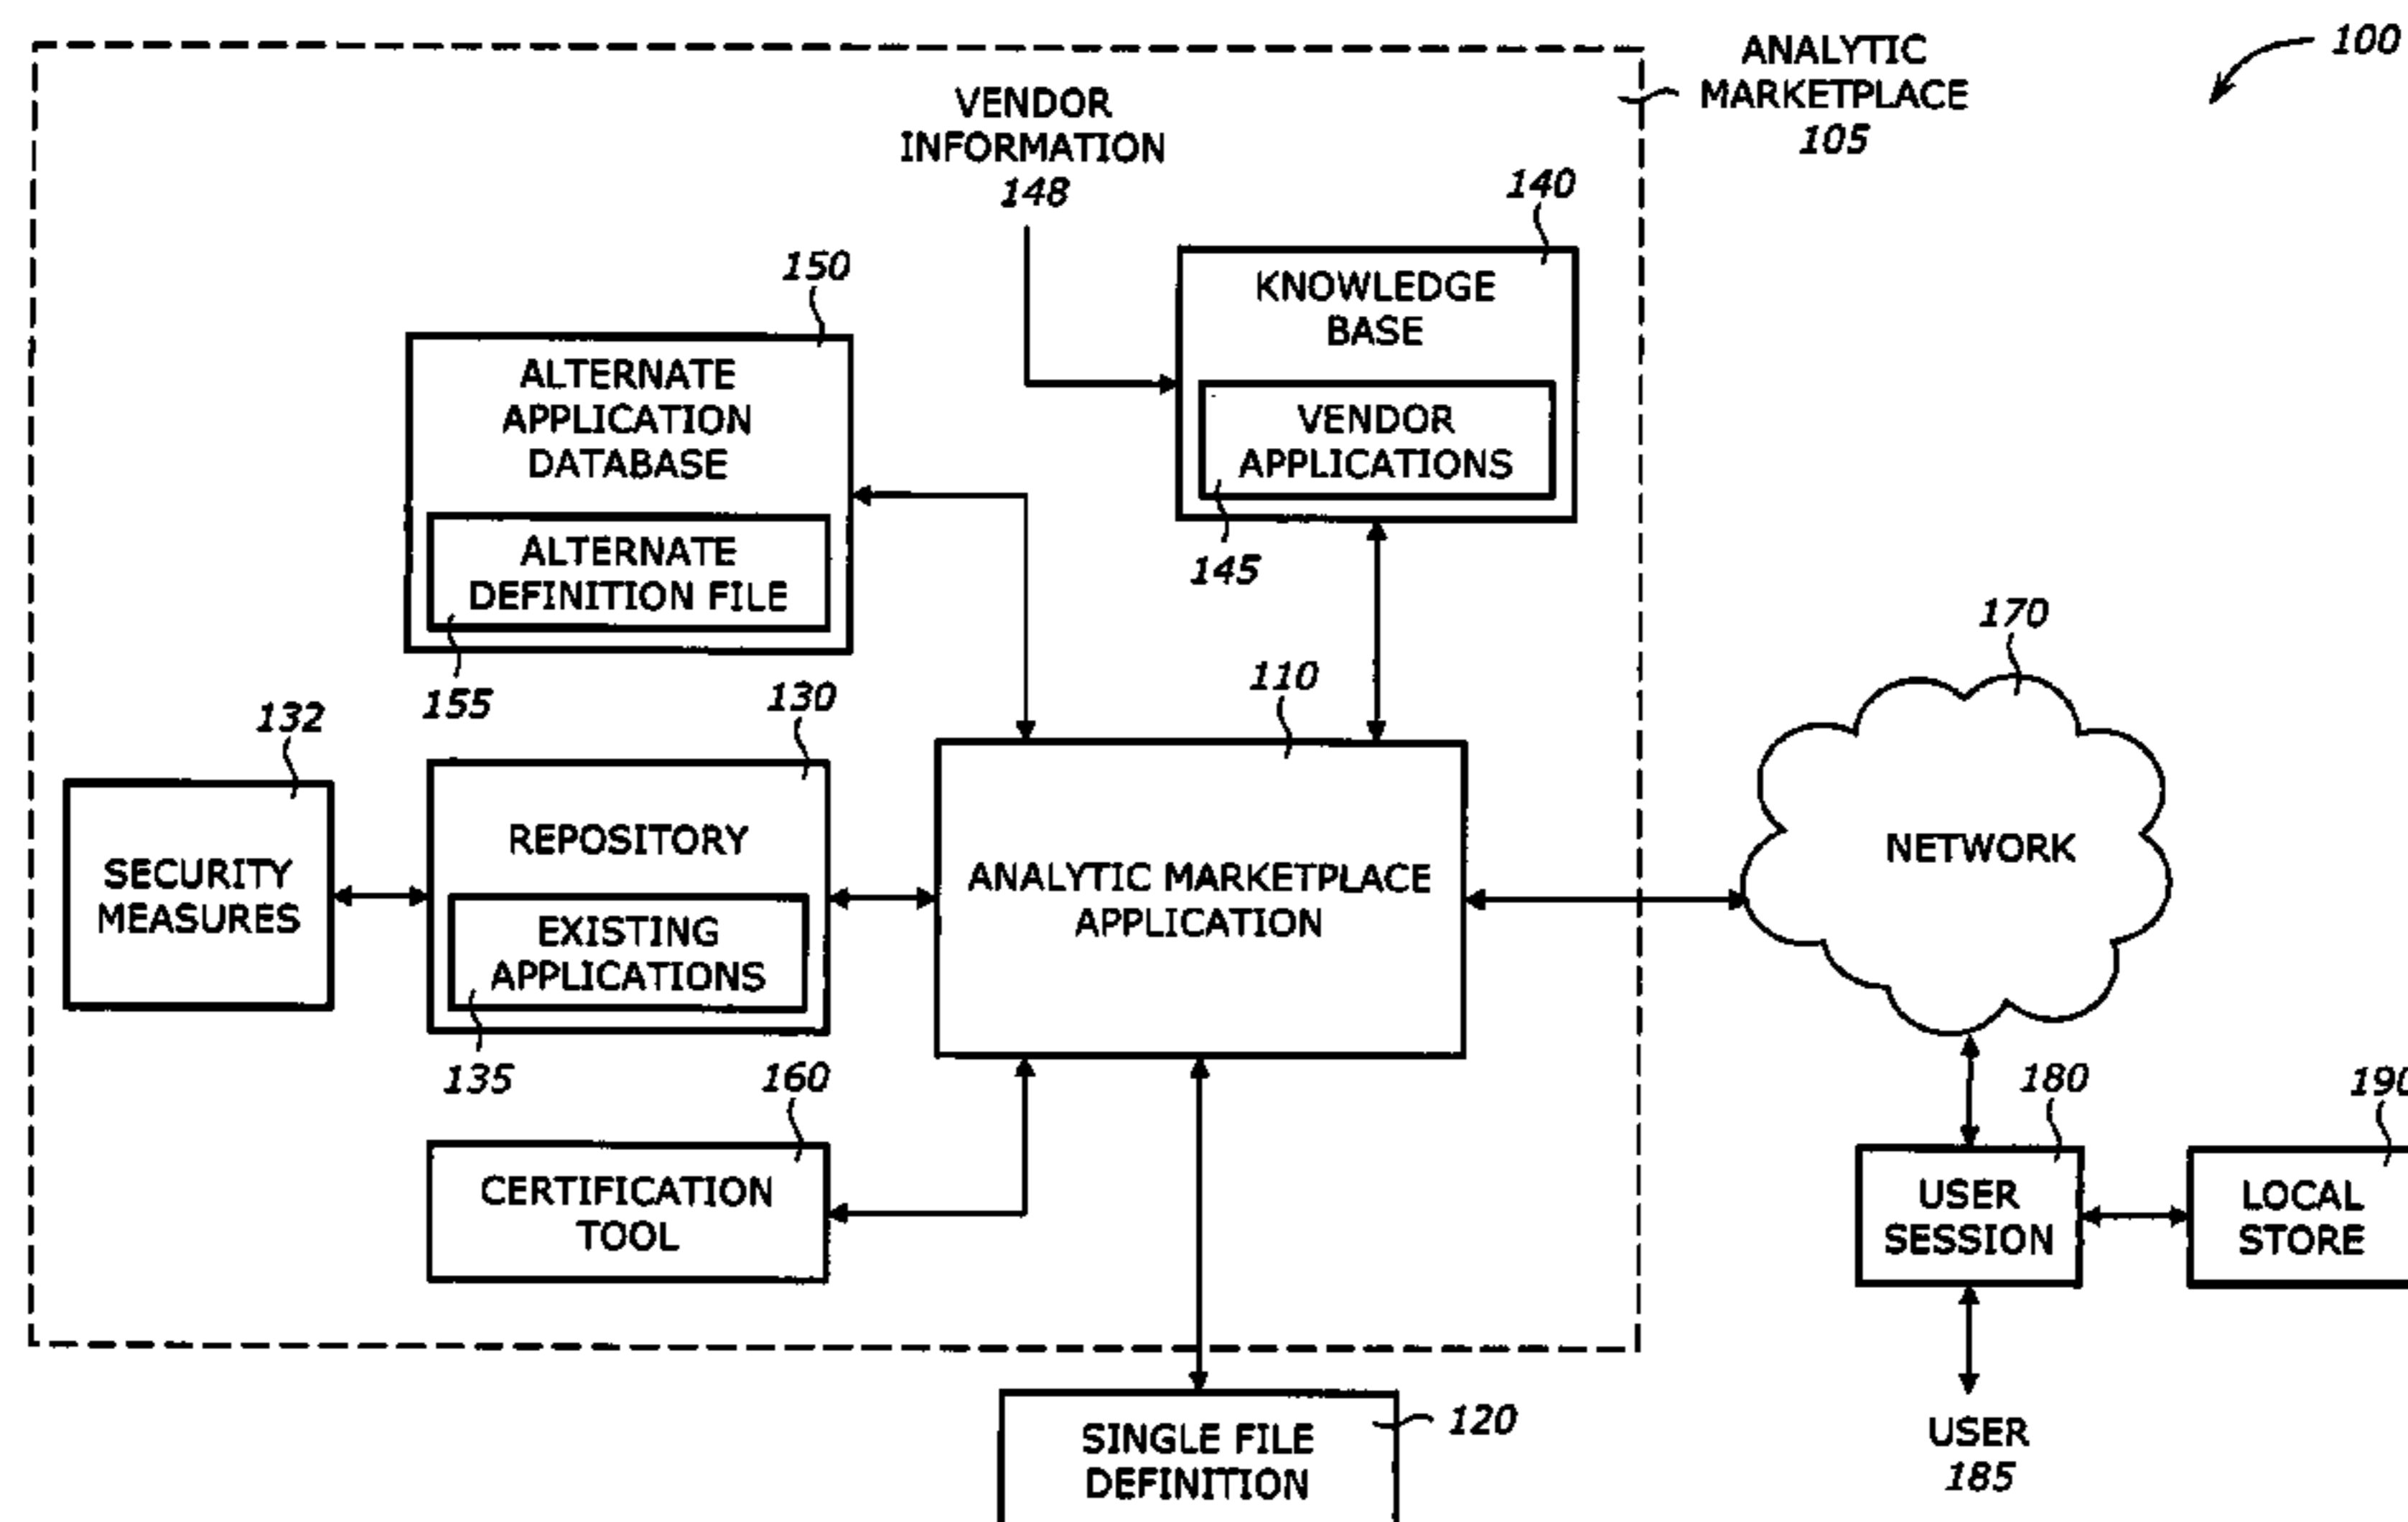 100
ANALYTIC
MARKETPLACE
105
VENDOR
INFORMATION
148
140
KNOWLEDGE
BASE
VENDOR
APPLICATIONS
145
150
ALTERNATE
APPLICATION
DATABASE
ALTERNATE
DEFINITION FILE
155
132
SECURITY
MEASURES
130
REPOSITORY
EXISTING
APPLICATIONS
135
110
ANALYTIC MARKETPLACE
APPLICATION
170
NETWORK
160
CERTIFICATION
TOOL
180
USER
SESSION
190
LOCAL
STORE
120
SINGLE FILE
DEFINITION
USER
185